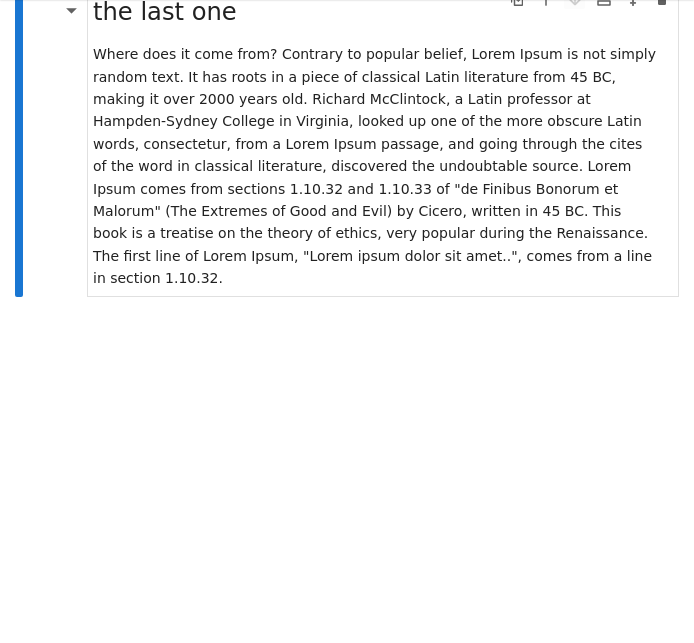 the last one
Where does it come from? Contrary to popular belief, Lorem Ipsum is not simply
random text. It has roots in a piece of classical Latin literature from 45 BC,
making it over 2000 years old. Richard McClintock, a Latin professor at
Hampden-Sydney College in Virginia, looked up one of the more obscure Latin
words, consectetur, from a Lorem Ipsum passage, and going through the cites
of the word in classical literature, discovered the undoubtable source. Lorem
Ipsum comes from sections 1.10.32 and 1.10.33 of "de Finibus Bonorum et
Malorum" (The Extremes of Good and Evil) by Cicero, written in 45 BC. This
book is a treatise on the theory of ethics, very popular during the Renaissance.
The first line of Lorem Ipsum, "Lorem ipsum dolor sit amet..", comes from a line
in section 1.10.32.